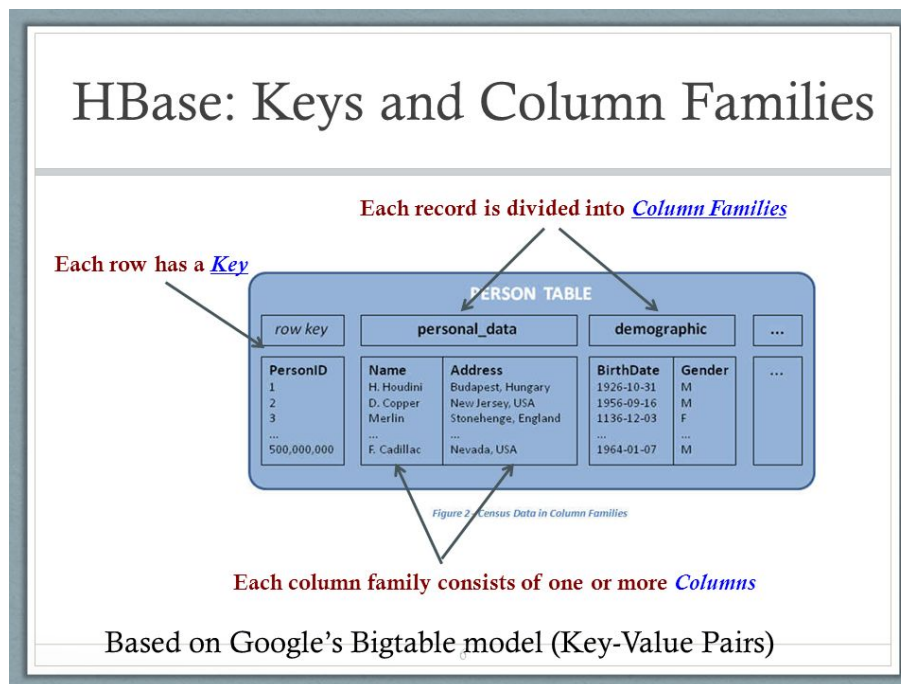 HBase: Keys and Column Families
Each record is divided into Column Families
Each row has a Key
PERSON TABLE
row key personal_data demographic ...
PersonID Name Address BirthDate Gender ...
1 H. Houdini Budapest, Hungary 1926-10-31 M
2 D. Copper New Jersey, USA 1956-09-16 M
3 Merlin Stonehenge, England 1136-12-03 F
... ... ... ... ...
500,000,000 F. Cadillac Nevada, USA 1964-01-07 M
Figure 2 - Census Data in Column Families
Each column family consists of one or more Columns
Based on Google's Bigtable model (Key-Value Pairs)